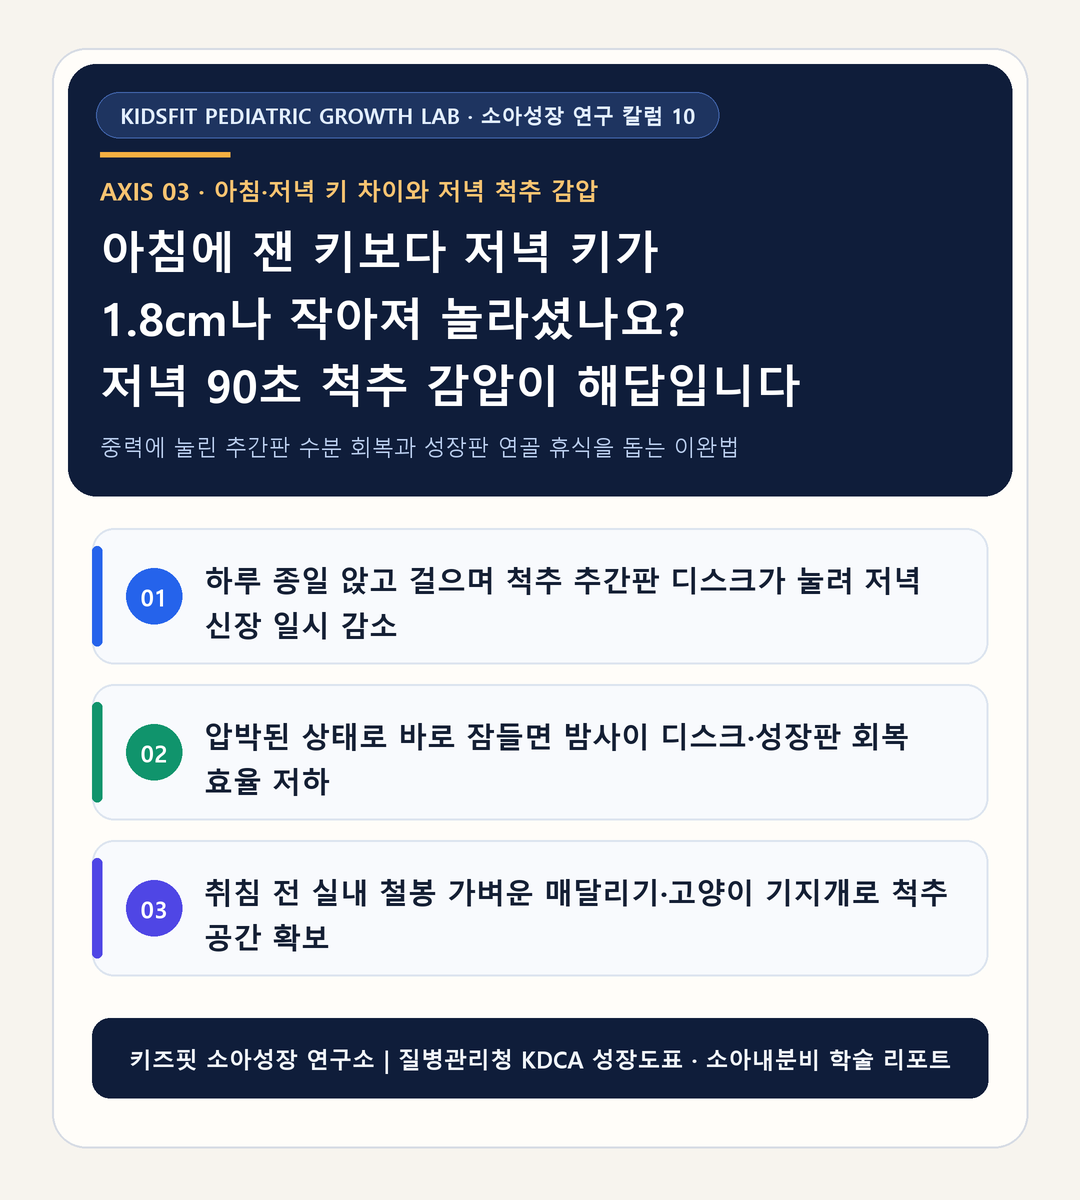 KIDSFIT PEDIATRIC GROWTH LAB · 소아성장 연구 칼럼 10
AXIS 03 · 아침·저녁 키 차이와 저녁 척추 감압
아침에 잰 키보다 저녁 키가
1.8cm나 작아져 놀라셨나요?
저녁 90초 척추 감압이 해답입니다
중력에 눌린 추간판 수분 회복과 성장판 연골 휴식을 돕는 이완법
01
하루 종일 앉고 걸으며 척추 추간판 디스크가 눌려 저녁
신장 일시 감소
02
압박된 상태로 바로 잠들면 밤사이 디스크·성장판 회복
효율 저하
03
취침 전 실내 철봉 가벼운 매달리기·고양이 기지개로 척추
공간 확보
키즈핏 소아성장 연구소 | 질병관리청 KDCA 성장도표 · 소아내분비 학술 리포트